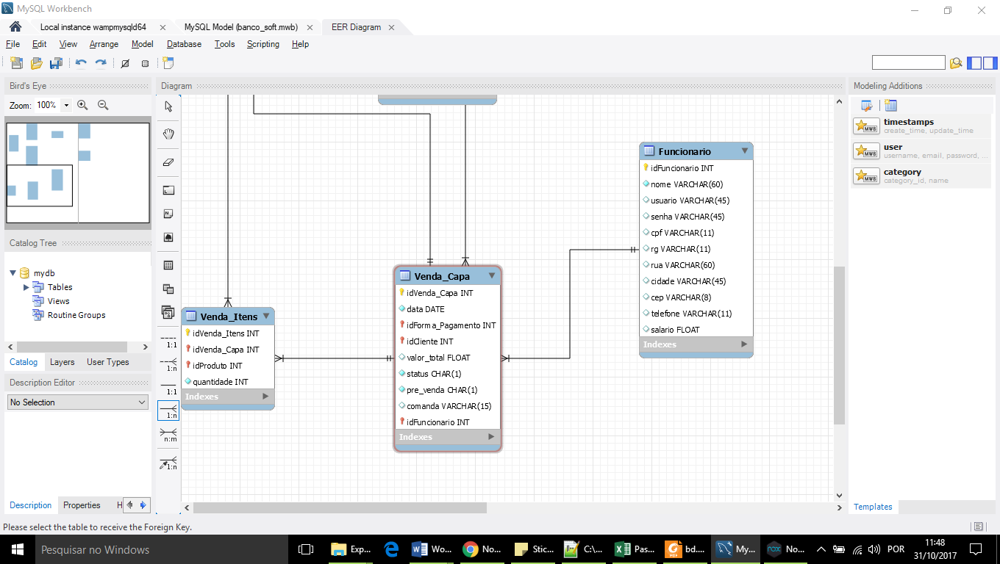 MySQL Workbench
Local instance wampmysqld64
MySQL Model (banco_soft.mwb)
EER Diagram
File Edit View Arrange Model Database Tools Scripting Help
Bird's Eye
Zoom: 100%
Diagram
Modeling Additions
timestamps
create_time, update_time
user
username, email, password, ...
category
category_id, name
Catalog Tree
mydb
Tables
Views
Routine Groups
Catalog Layers User Types
Description Editor
No Selection
Description Properties H
1:1
1:n
1:1
1:n
n:m
1:n
Venda_Itens
idVenda_Itens INT
idVenda_Capa INT
idProduto INT
quantidade INT
Indexes
Venda_Capa
idVenda_Capa INT
data DATE
idForma_Pagamento INT
idCliente INT
valor_total FLOAT
status CHAR(1)
pre_venda CHAR(1)
comanda VARCHAR(15)
idFuncionario INT
Indexes
Funcionario
idFuncionario INT
nome VARCHAR(60)
usuario VARCHAR(45)
senha VARCHAR(45)
cpf VARCHAR(11)
rg VARCHAR(11)
rua VARCHAR(60)
cidade VARCHAR(45)
cep VARCHAR(8)
telefone VARCHAR(11)
salario FLOAT
Indexes
Templates
Please select the table to receive the Foreign Key.
Pesquisar no Windows
Exp...
Wo...
No...
Stic...
C:\...
Pas...
bd....
My...
No...
POR
11:48
31/10/2017